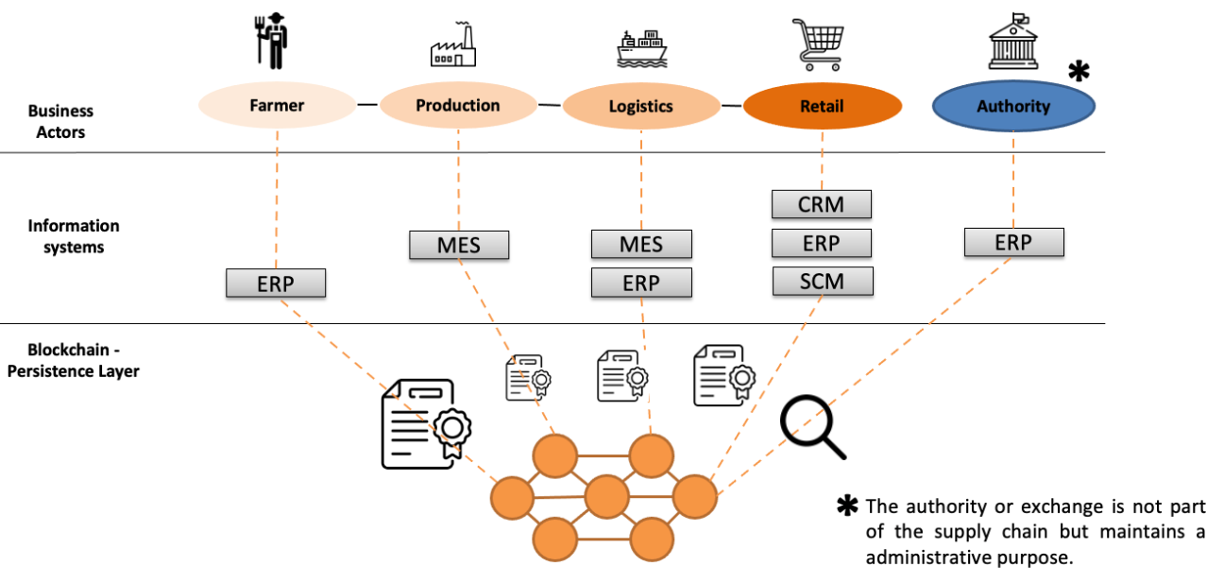 Farmer
Production
Logistics
Retail
Authority
*
Business
Actors
Information
systems
ERP
MES
MES
ERP
CRM
ERP
SCM
ERP
Blockchain -
Persistence Layer
* The authority or exchange is not part
of the supply chain but maintains a
administrative purpose.